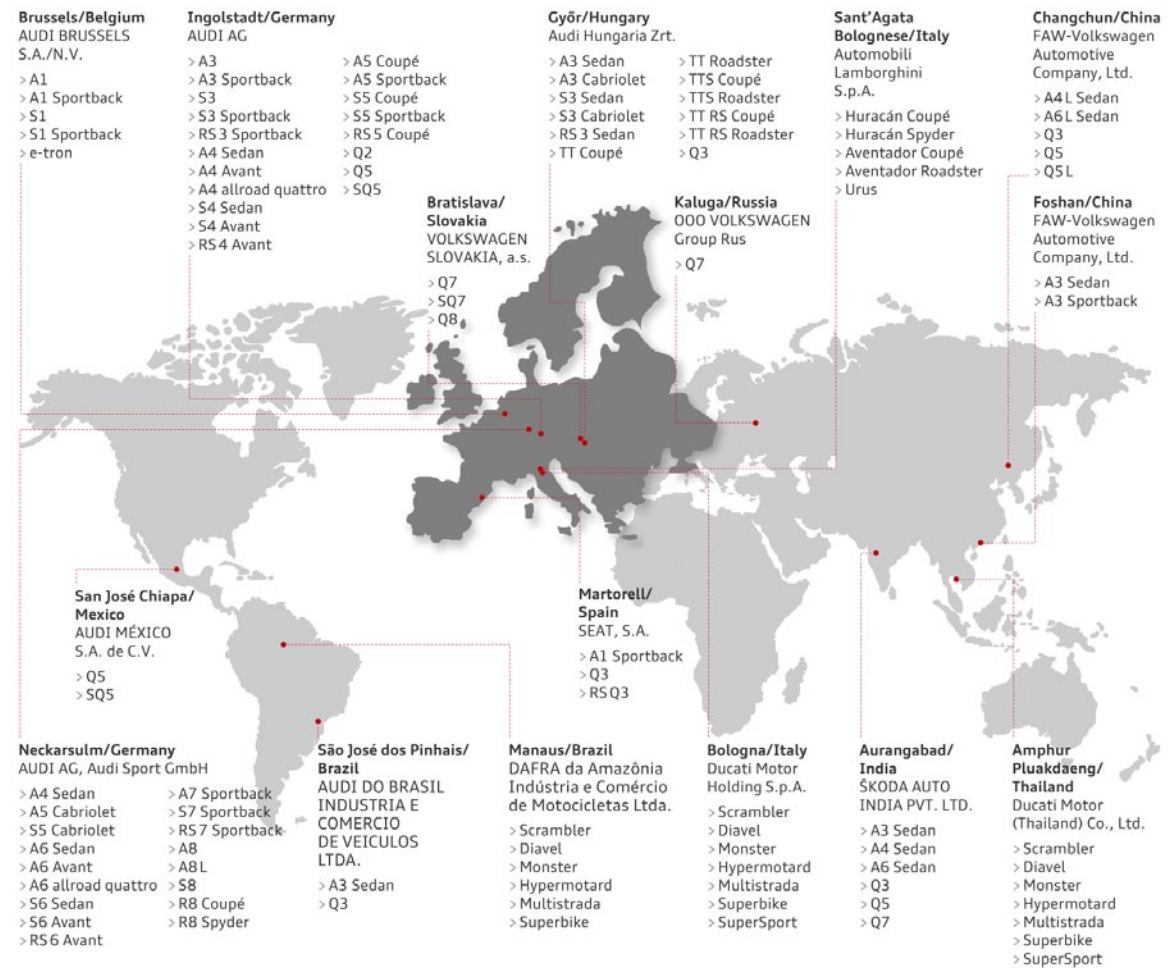 Brussels/Belgium
AUDI BRUSSELS
S.A./N.V.
> A1
> A1 Sportback
> S1
> S1 Sportback
> e-tron
Ingolstadt/Germany
AUDI AG
> A3
> A3 Sportback
> S3
> S3 Sportback
> RS 3 Sportback
> A4 Sedan
> A4 Avant
> A4 allroad quattro
> S4 Sedan
> S4 Avant
> RS 4 Avant
> A5 Coupé
> A5 Sportback
> S5 Coupé
> S5 Sportback
> RS 5 Coupé
> Q2
> Q5
> SQ5
Bratislava/
Slovakia
VOLKSWAGEN
SLOVAKIA, a.s.
> Q7
> SQ7
> Q8
Győr/Hungary
Audi Hungaria Zrt.
> A3 Sedan
> A3 Cabriolet
> S3 Sedan
> S3 Cabriolet
> RS 3 Sedan
> TT Coupé
> TT Roadster
> TTS Coupé
> TTS Roadster
> TT RS Coupé
> TT RS Roadster
> Q3
Kaluga/Russia
OOO VOLKSWAGEN
Group Rus
> Q7
Sant’Agata
Bolognese/Italy
Automobili
Lamborghini
S.p.A.
> Huracán Coupé
> Huracán Spyder
> Aventador Coupé
> Aventador Roadster
> Urus
Changchun/China
FAW-Volkswagen
Automotive
Company, Ltd.
> A4 L Sedan
> A6 L Sedan
> Q3
> Q5
> Q5 L
Foshan/China
FAW-Volkswagen
Automotive
Company, Ltd.
> A3 Sedan
> A3 Sportback
San José Chiapa/
Mexico
AUDI MÉXICO
S.A. de C.V.
> Q5
> SQ5
Martorell/
Spain
SEAT, S.A.
> A1 Sportback
> Q3
> RS Q3
Neckarsulm/Germany
AUDI AG, Audi Sport GmbH
> A4 Sedan
> A5 Cabriolet
> S5 Cabriolet
> A6 Sedan
> A6 Avant
> A6 allroad quattro
> S6 Sedan
> S6 Avant
> RS 6 Avant
> A7 Sportback
> S7 Sportback
> RS 7 Sportback
> A8
> A8 L
> S8
> R8 Coupé
> R8 Spyder
São José dos Pinhais/
Brazil
AUDI DO BRASIL
INDUSTRIA E
COMERCIO
DE VEICULOS
LTDA.
> A3 Sedan
> Q3
Manaus/Brazil
DAFRA da Amazônia
Indústria e Comércio
de Motocicletas Ltda.
> Scrambler
> Diavel
> Monster
> Hypermotard
> Multistrada
> Superbike
Bologna/Italy
Ducati Motor
Holding S.p.A.
> Scrambler
> Diavel
> Monster
> Hypermotard
> Multistrada
> Superbike
> SuperSport
Aurangabad/
India
ŠKODA AUTO
INDIA PVT. LTD.
> A3 Sedan
> A4 Sedan
> A6 Sedan
> Q3
> Q5
> Q7
Amphur
Pluakdaeng/
Thailand
Ducati Motor
(Thailand) Co., Ltd.
> Scrambler
> Diavel
> Monster
> Hypermotard
> Multistrada
> Superbike
> SuperSport